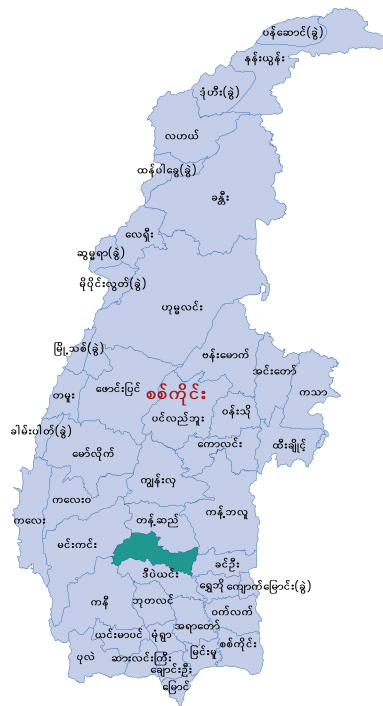 ပန်ဆောင်(ခွဲ)
နန်းယွန်း
ဒုံဟီး(ခွဲ)
လဟယ်
ထန်ပါခွေ(ခွဲ)
ခန္တီး
လေရှီး
ဆွမ္မရာ(ခွဲ)
မိုပိုင်းလွတ်(ခွဲ)
ဟုမ္မလင်း
မြို့သစ်(ခွဲ)
ဗန်းမောက်
အင်းတော်
ဖောင်းပြင်
စစ်ကိုင်း
ကသာ
တမူး
ဝန်းသို
ပင်လည်ဘူး
ခါမ်းပါတ်(ခွဲ)
ကောလင်း
ထီးချိုင့်
မော်လိုက်
ကျွန်းလှ
ကလေးဝ
ကန့်ဘလူ
ကလေး
တန့်ဆည်
မင်းကင်း
ခင်ဦး
ဒီပဲယင်း
ရွှေဘို
ကျောက်မြောင်း(ခွဲ)
ကနီ
ဘုတလင်
ဝက်လက်
အရာတော်
ယင်းမာပင်
မုံရွာ
စစ်ကိုင်း
မြင်းမူ
ပုလဲ
ဆားလင်းကြီး
ချောင်းဦး
မြောင်